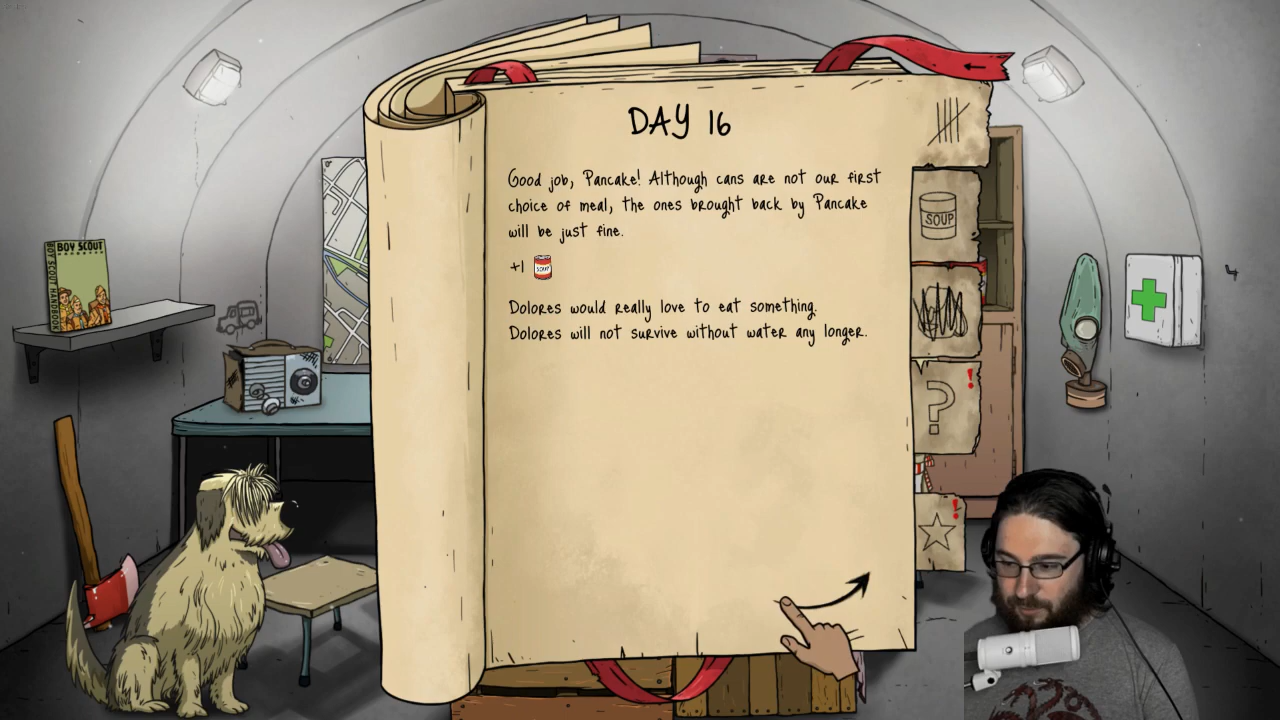 DAY 16
Good job, Pancake! Although cans are not our first
choice of meal, the ones brought back by Pancake
will be just fine.
+1 SOUP
Dolores would really love to eat something.
Dolores will not survive without water any longer.
SOUP
?
!
!
BOY SCOUT
BOY SCOUT HANDBOOK